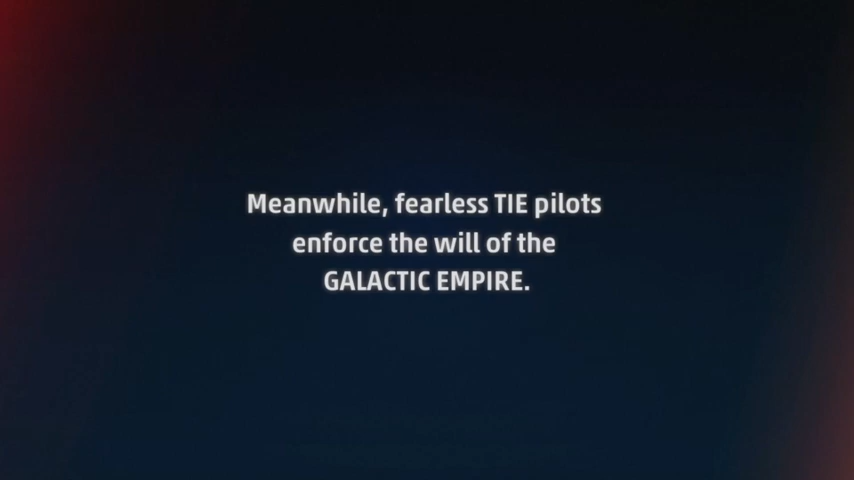 Meanwhile, fearless TIE pilots
enforce the will of the
GALACTIC EMPIRE.